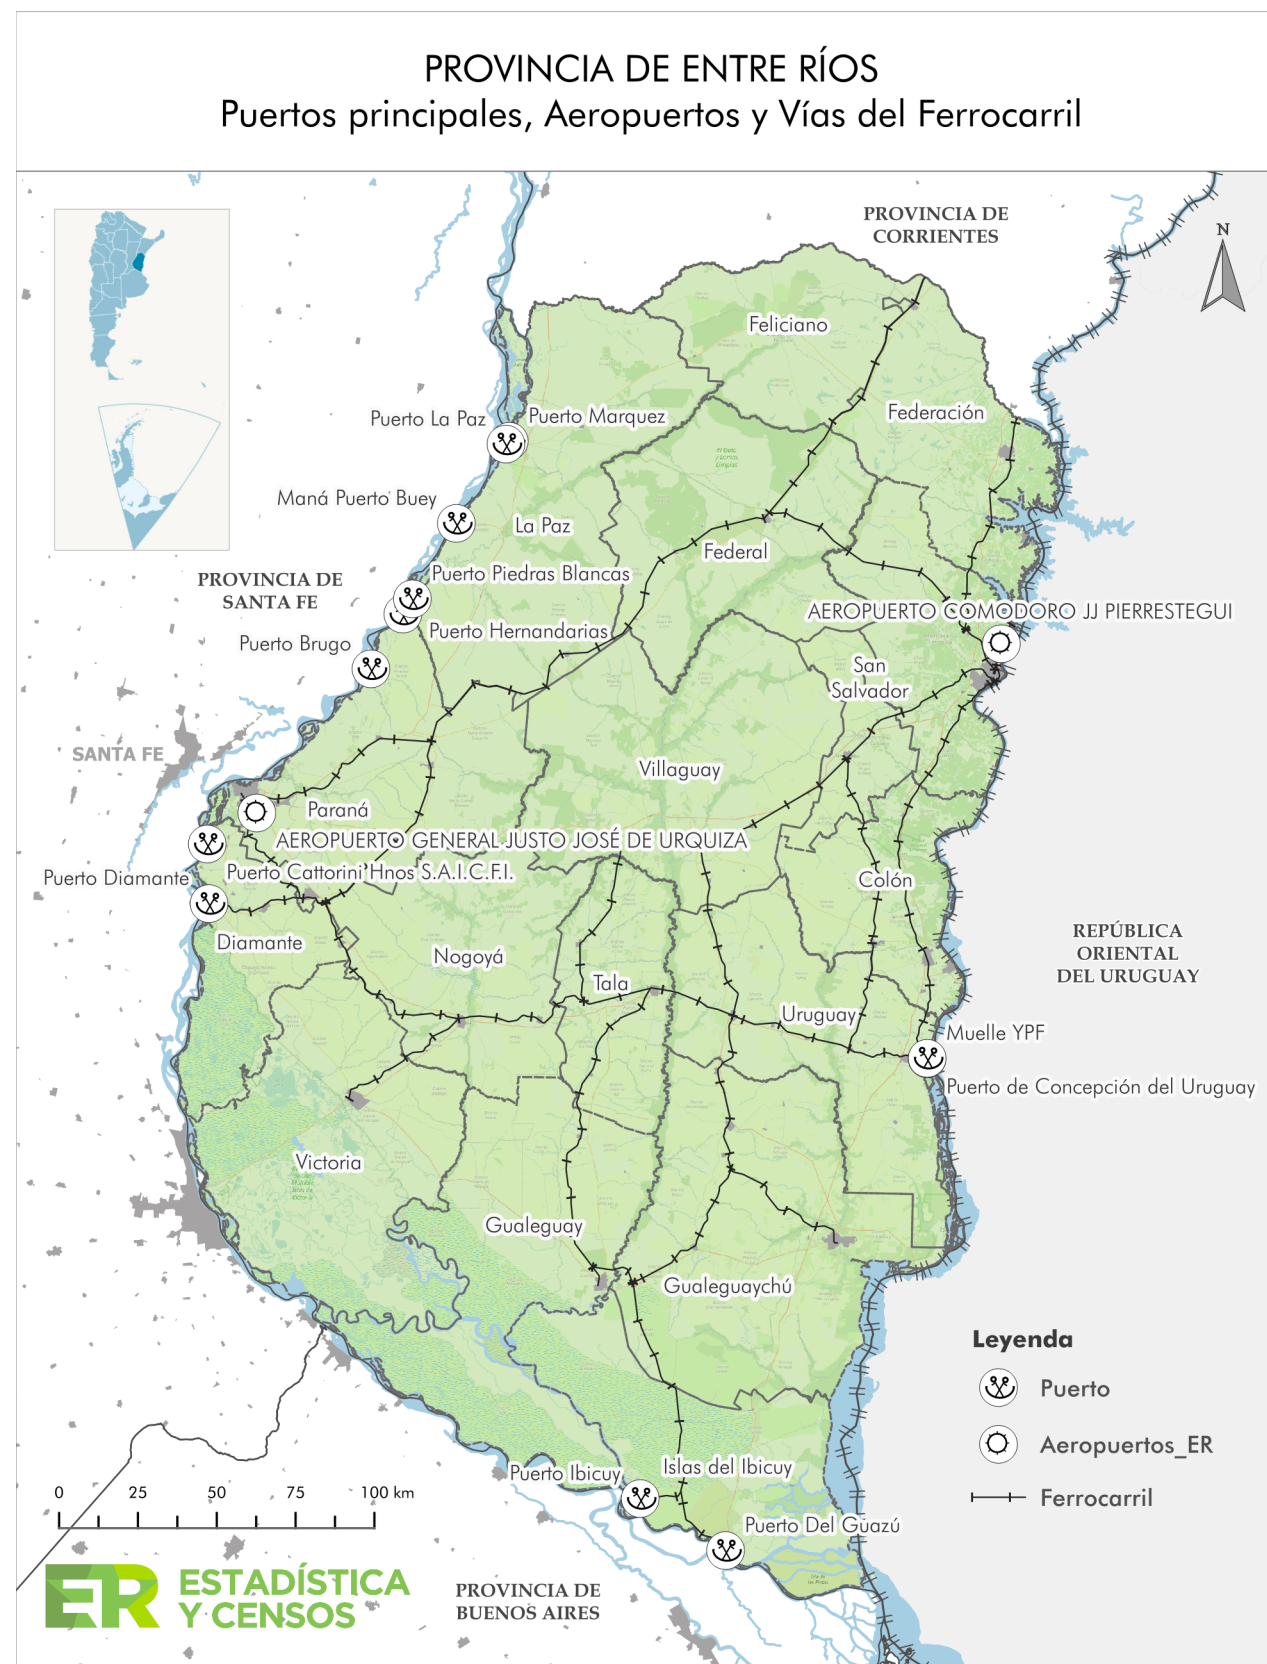 PROVINCIA DE ENTRE RÍOS
Puertos principales, Aeropuertos y Vías del Ferrocarril
PROVINCIA DE
CORRIENTES
N
Feliciano
Puerto La Paz
Puerto Marquez
Federación
Maná Puerto Buey
La Paz
Federal
PROVINCIA DE
SANTA FE
Puerto Piedras Blancas
AEROPUERTO COMODORO JJ PIERRESTEGUI
Puerto Hernandarias
Puerto Brugo
San
Salvador
SANTA FE
Villaguay
Paraná
AEROPUERTO GENERAL JUSTO JOSÉ DE URQUIZA
Puerto Cattorini Hnos S.A.I.C.F.I.
Puerto Diamante
Colón
Diamante
Nogoyá
REPÚBLICA
ORIENTAL
DEL URUGUAY
Tala
Uruguay
Muelle YPF
Puerto de Concepción del Uruguay
Victoria
Gualeguay
Gualeguaychú
Leyenda
Puerto
Aeropuertos_ER
Ferrocarril
Puerto Ibicuy
Islas del Ibicuy
Puerto Del Guazú
0 25 50 75 100 km
ER ESTADÍSTICA
Y CENSOS
PROVINCIA DE
BUENOS AIRES